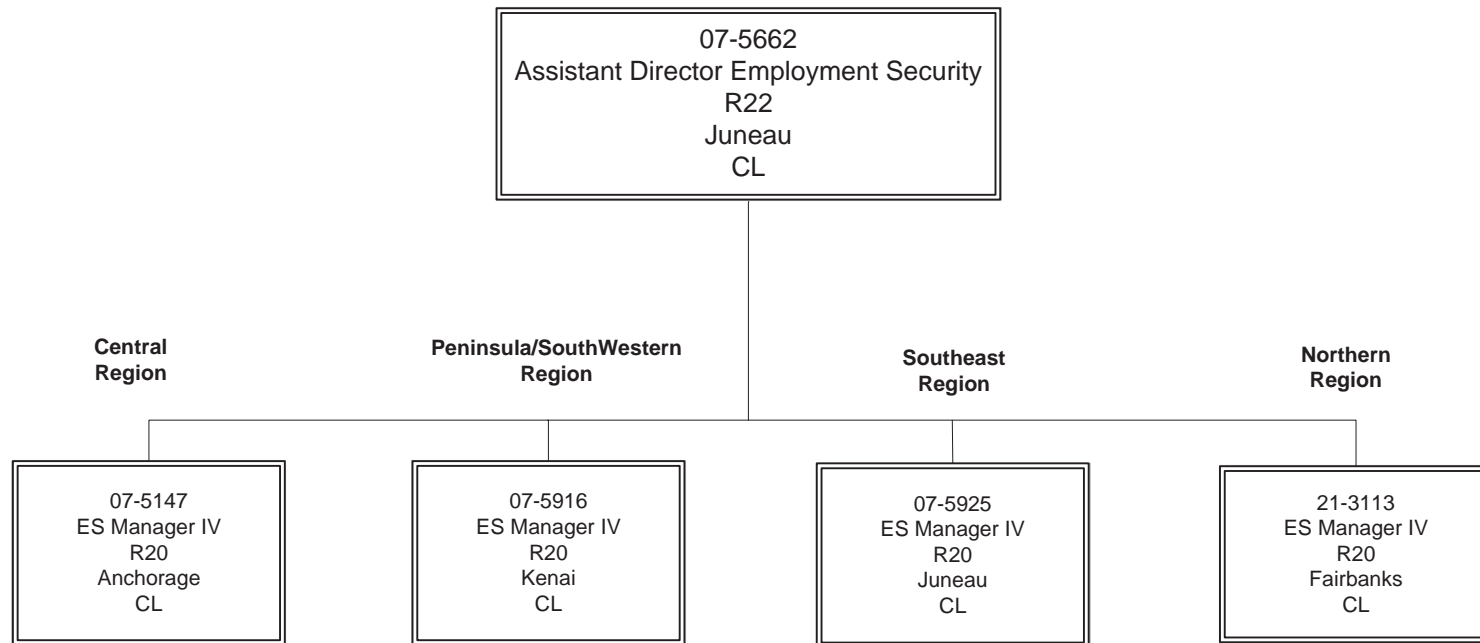 07-5662
Assistant Director Employment Security
R22
Juneau
CL
Central
Region
Peninsula/SouthWestern
Region
Southeast
Region
Northern
Region
07-5147
ES Manager IV
R20
Anchorage
CL
07-5916
ES Manager IV
R20
Kenai
CL
07-5925
ES Manager IV
R20
Juneau
CL
21-3113
ES Manager IV
R20
Fairbanks
CL